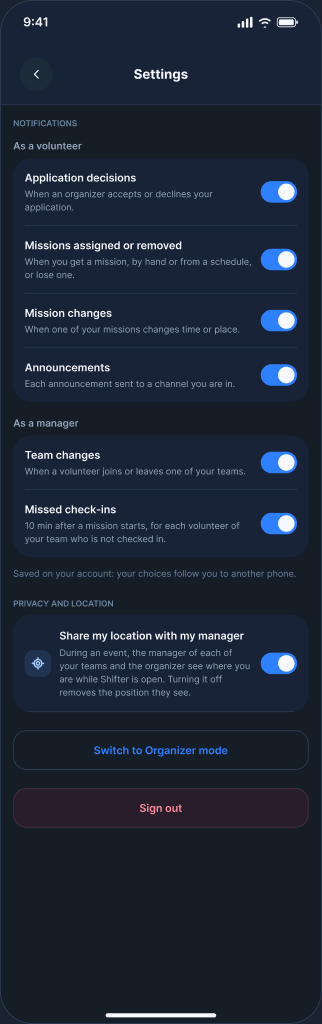 9:41
Settings
NOTIFICATIONS
As a volunteer
Application decisions
When an organizer accepts or declines your
application.
Missions assigned or removed
When you get a mission, by hand or from a schedule,
or lose one.
Mission changes
When one of your missions changes time or place.
Announcements
Each announcement sent to a channel you are in.
As a manager
Team changes
When a volunteer joins or leaves one of your teams.
Missed check-ins
10 min after a mission starts, for each volunteer of
your team who is not checked in.
Saved on your account: your choices follow you to another phone.
PRIVACY AND LOCATION
Share my location with my manager
During an event, the manager of each of
your teams and the organizer see where you
are while Shifter is open. Turning it off
removes the position they see.
Switch to Organizer mode
Sign out